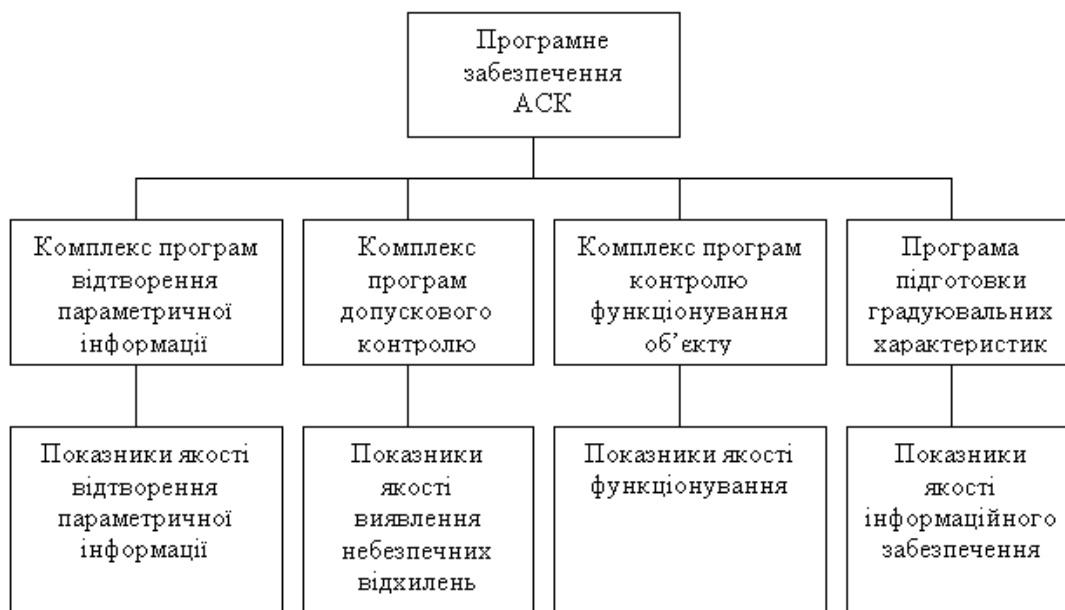 Програмне
забезпечення
АСК
Комплекс програм
відтворення
параметричної
інформації
Комплекс
програм
допускового
контролю
Комплекс програм
контролю
функціонування
об’єкту
Програма
підготовки
градуювальних
характеристик
Показники якості
відтворення
параметричної
інформації
Показники
якості
виявлення
небезпечних
відхилень
Показники якості
функціонування
Показники
якості
інформаційного
забезпечення